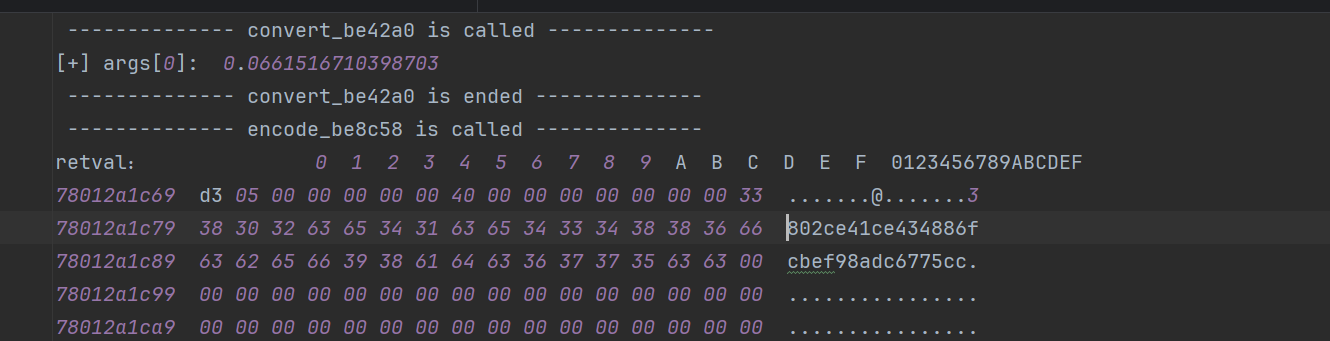 -------------- convert_be42a0 is called --------------
[+] args[0]:  0.0661516710398703
-------------- convert_be42a0 is ended --------------
-------------- encode_be8c58 is called --------------
retval:               0  1  2  3  4  5  6  7  8  9  A  B  C  D  E  F  0123456789ABCDEF
78012a1c69  d3 05 00 00 00 00 00 40 00 00 00 00 00 00 00 33  .......@.......3
78012a1c79  38 30 32 63 65 34 31 63 65 34 33 34 38 38 36 66  802ce41ce434886f
78012a1c89  63 62 65 66 39 38 61 64 63 36 37 37 35 63 63 00  cbef98adc6775cc.
78012a1c99  00 00 00 00 00 00 00 00 00 00 00 00 00 00 00 00  ................
78012a1ca9  00 00 00 00 00 00 00 00 00 00 00 00 00 00 00 00  ................